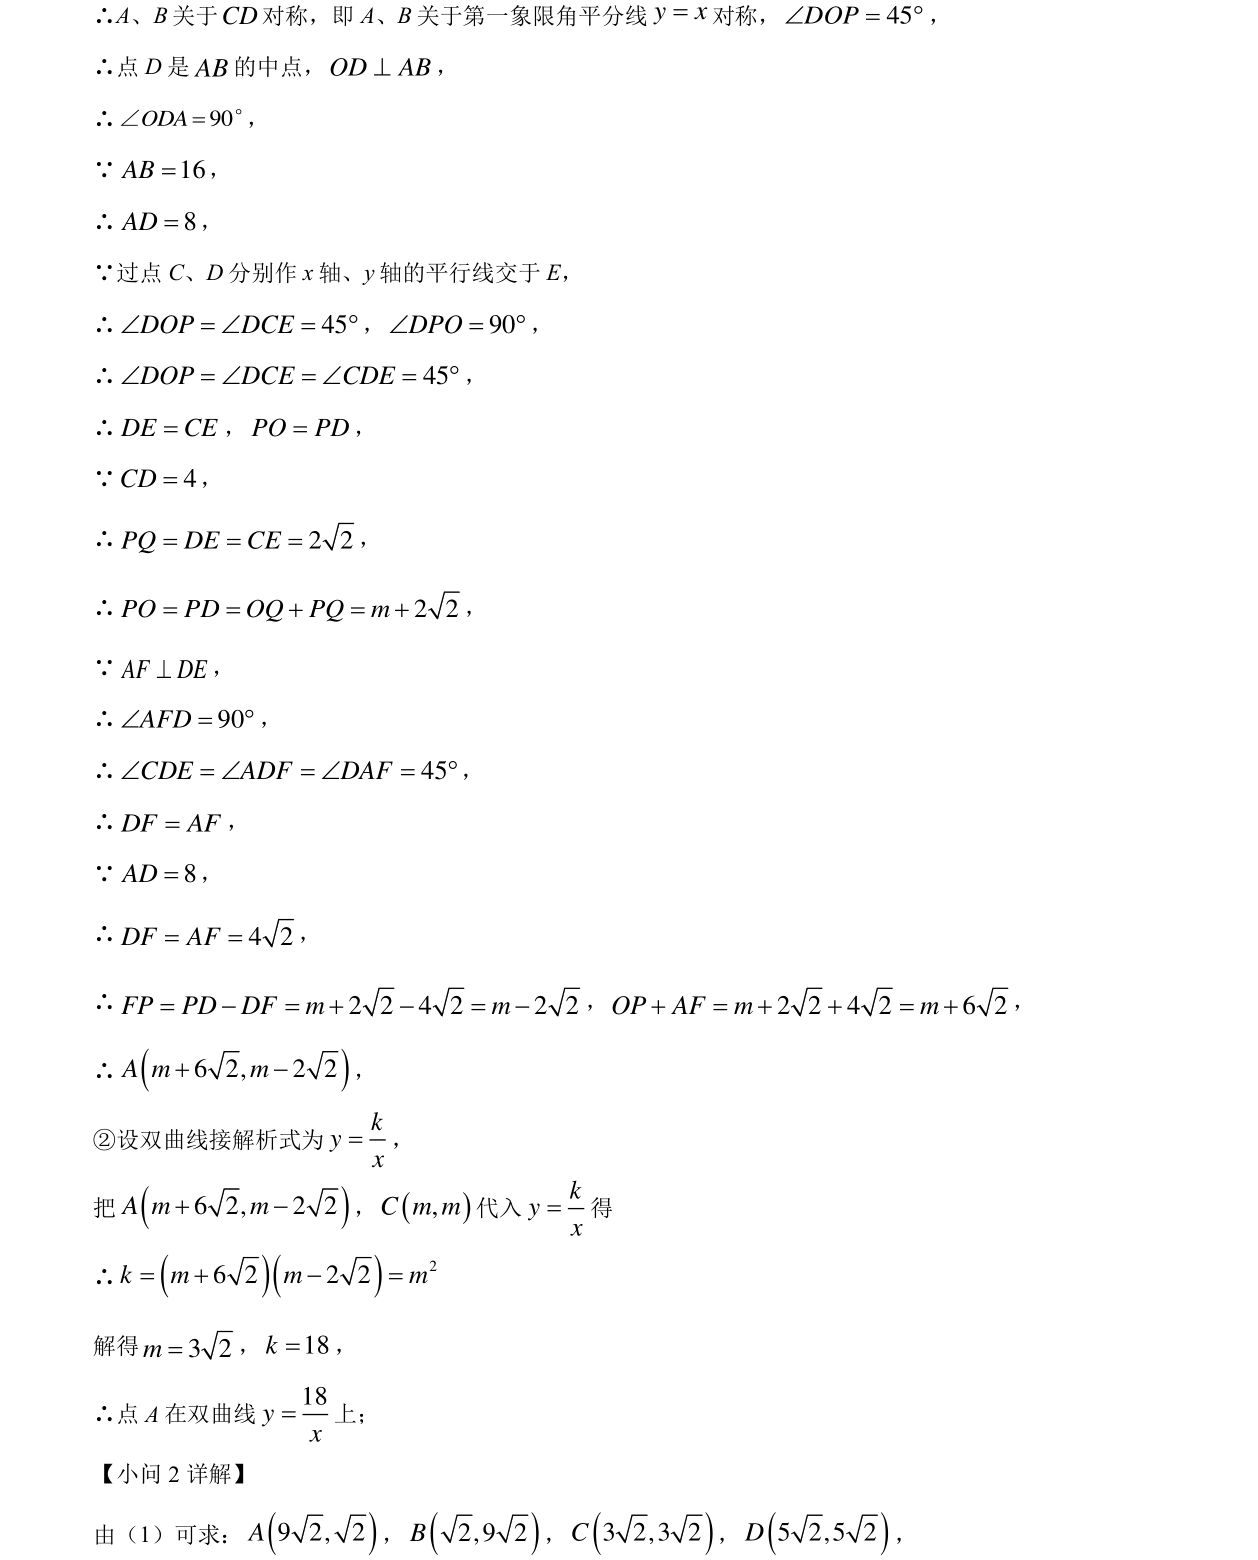 ∴A、B关于CD对称，即A、B关于第一象限角平分线y=x对称，∠DOP=45°，
∴点D是AB的中点，OD⊥AB，
∴∠ODA=90°，
∵AB=16，
∴AD=8，
∵过点C、D分别作x轴、y轴的平行线交于E，
∴∠DOP=∠DCE=45°，∠DPO=90°，
∴∠DOP=∠DCE=∠CDE=45°，
∴DE=CE，PO=PD，
∵CD=4，
∴PQ=DE=CE=2√2，
∴PO=PD=OQ+PQ=m+2√2，
∵AF⊥DE，
∴∠AFD=90°，
∴∠CDE=∠ADF=∠DAF=45°，
∴DF=AF，
∵AD=8，
∴DF=AF=4√2，
∴FP=PD−DF=m+2√2−4√2=m−2√2，OP+AF=m+2√2+4√2=m+6√2，
∴A(m+6√2,m−2√2)，
②设双曲线接解析式为y=k/x，
把A(m+6√2,m−2√2)，C(m,m)代入y=k/x得
∴k=(m+6√2)(m−2√2)=m²
解得m=3√2，k=18，
∴点A在双曲线y=18/x上；
【小问2详解】
由（1）可求：A(9√2,√2)，B(√2,9√2)，C(3√2,3√2)，D(5√2,5√2)，